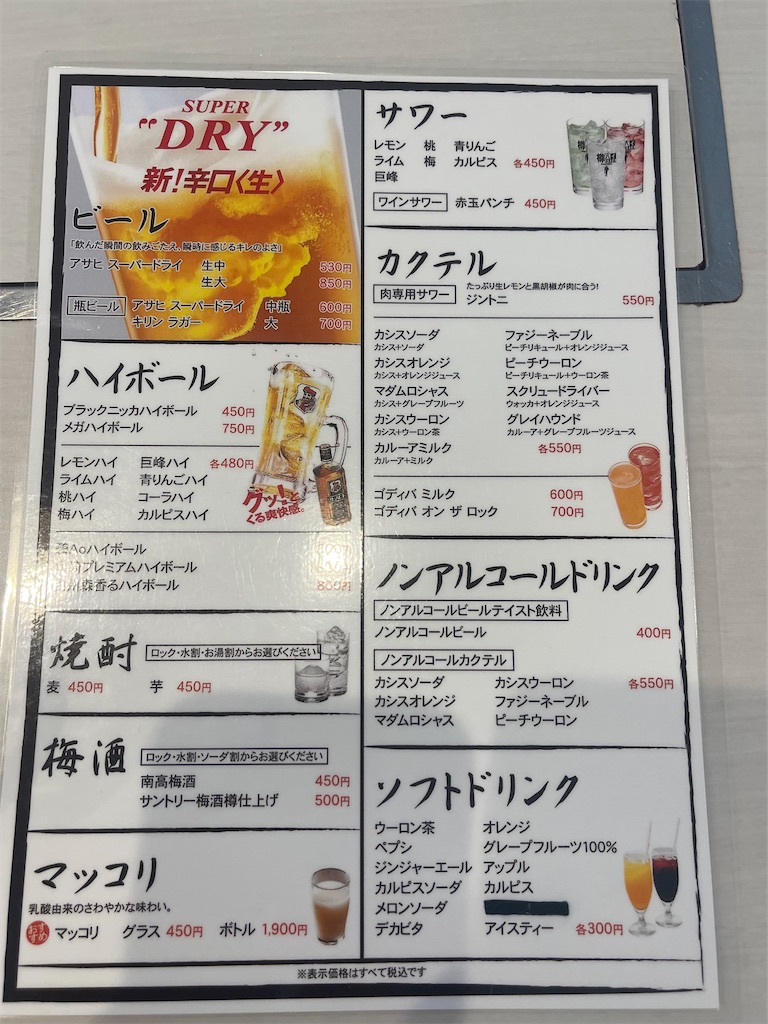 SUPER
“DRY”
新!辛口〈生〉
ビール
「飲んだ瞬間の飲みごたえ、瞬時に感じるキレのよさ」
アサヒ スーパードライ 生中 530円
生大 850円
瓶ビール アサヒ スーパードライ 中瓶 600円
キリン ラガー 大 700円
ハイボール
ブラックニッカハイボール 450円
メガハイボール 750円
レモンハイ 巨峰ハイ 各480円
ライムハイ 青りんごハイ
桃ハイ コーラハイ
梅ハイ カルピスハイ
グッ!と
くる爽快感。
Aoハイボール
プレミアムハイボール
森香るハイボール 800円
焼酎 ロック・水割・お湯割からお選びください
麦 450円 芋 450円
梅酒 ロック・水割・ソーダ割からお選びください
南高梅酒 450円
サントリー梅酒樽仕上げ 500円
マッコリ
乳酸由来のさわやかな味わい。
おすすめ マッコリ グラス 450円 ボトル 1,900円
サワー
レモン 桃 青りんご
ライム 梅 カルピス 各450円
巨峰
ワインサワー 赤玉パンチ 450円
カクテル
肉専用サワー たっぷり生レモンと黒胡椒が肉に合う!
ジントニ 550円
カシスソーダ ファジーネーブル
カシス+ソーダ ピーチリキュール+オレンジジュース
カシスオレンジ ピーチウーロン
カシス+オレンジジュース ピーチリキュール+ウーロン茶
マダムロシャス スクリュードライバー
カシス+グレープフルーツ ウォッカ+オレンジジュース
カシスウーロン グレイハウンド
カシス+ウーロン茶 カルーア+グレープフルーツジュース
カルーアミルク 各550円
カルーア+ミルク
ゴディバ ミルク 600円
ゴディバ オン ザ ロック 700円
ノンアルコールドリンク
ノンアルコールビールテイスト飲料
ノンアルコールビール 400円
ノンアルコールカクテル
カシスソーダ カシスウーロン 各550円
カシスオレンジ ファジーネーブル
マダムロシャス ピーチウーロン
ソフトドリンク
ウーロン茶 オレンジ
ペプシ グレープフルーツ100%
ジンジャーエール アップル
カルピスソーダ カルピス
メロンソーダ
デカビタ アイスティー 各300円
※表示価格はすべて税込です